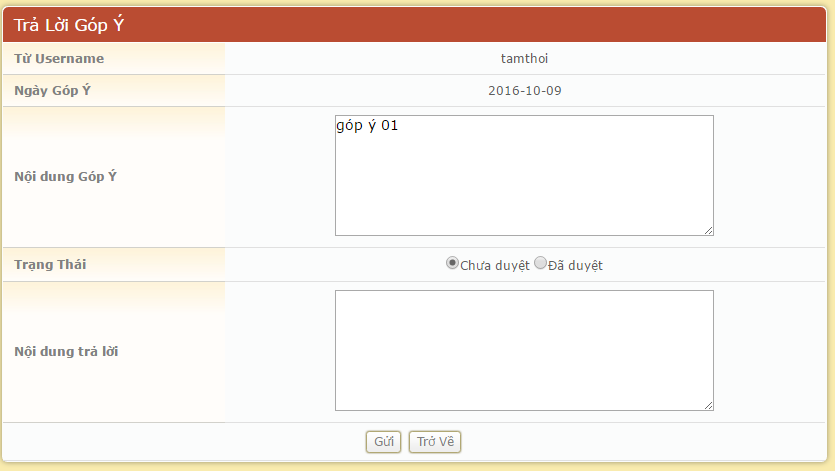 Trả Lời Góp Ý
Từ Username tamthoi
Ngày Góp Ý 2016-10-09
Nội dung Góp Ý góp ý 01
Trạng Thái Chưa duyệt Đã duyệt
Nội dung trả lời
Gửi Trở Về